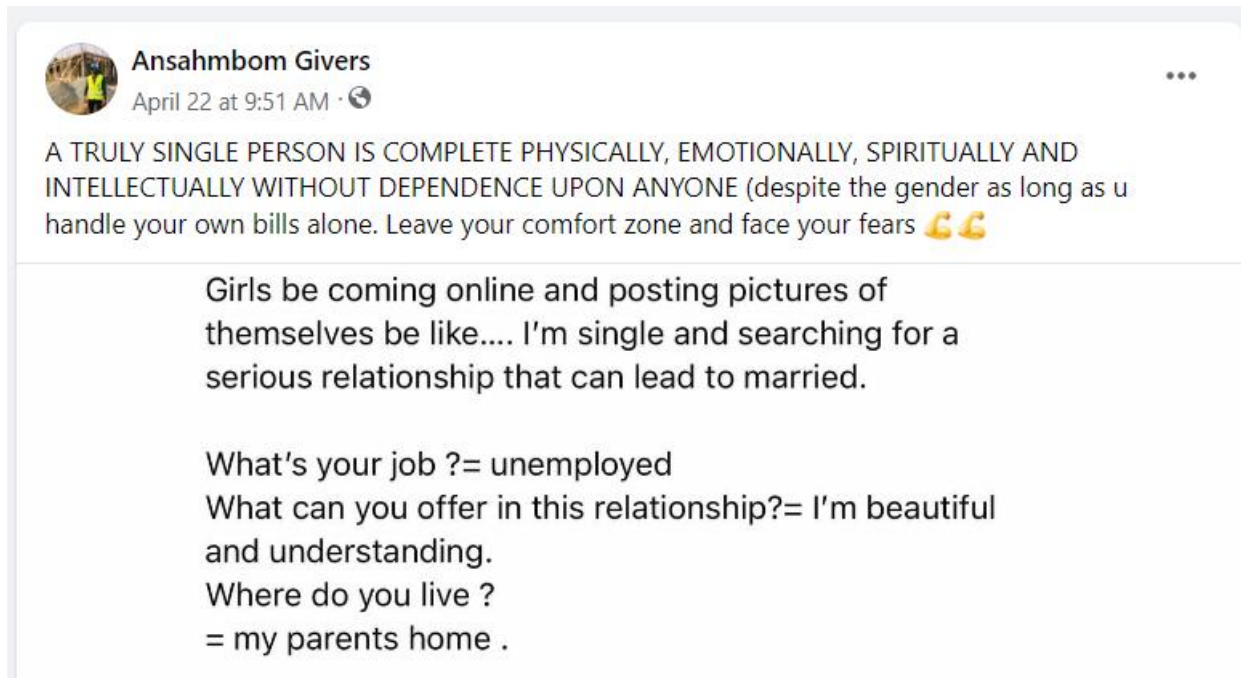 Ansahmbom Givers
April 22 at 9:51 AM ·
A TRULY SINGLE PERSON IS COMPLETE PHYSICALLY, EMOTIONALLY, SPIRITUALLY AND
INTELLECTUALLY WITHOUT DEPENDENCE UPON ANYONE (despite the gender as long as u
handle your own bills alone. Leave your comfort zone and face your fears 💪💪
Girls be coming online and posting pictures of
themselves be like.... I'm single and searching for a
serious relationship that can lead to married.
What's your job ?= unemployed
What can you offer in this relationship?= I'm beautiful
and understanding.
Where do you live ?
= my parents home .